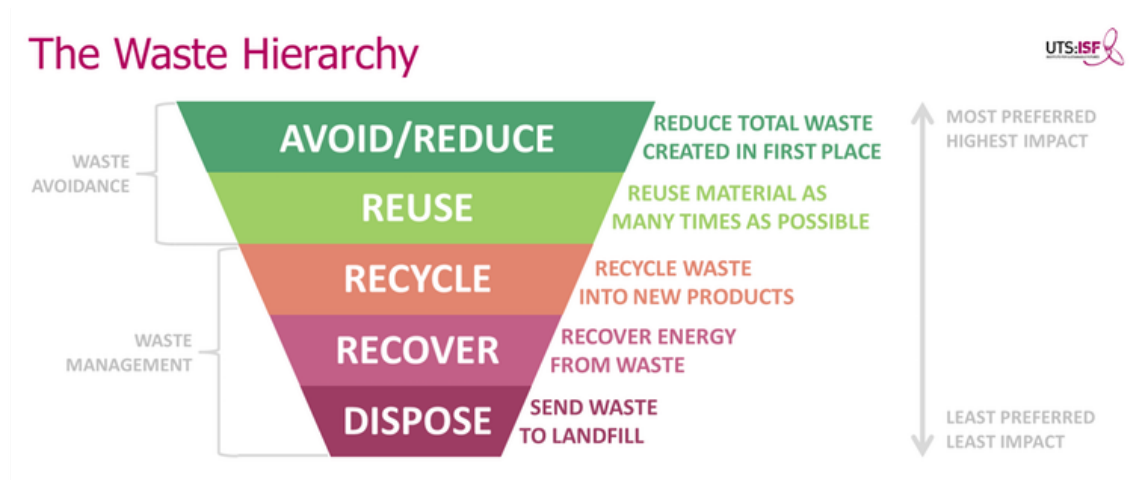 The Waste Hierarchy
UTS:ISF
WASTE
AVOIDANCE
AVOID/REDUCE
REDUCE TOTAL WASTE
CREATED IN FIRST PLACE
REUSE
REUSE MATERIAL AS
MANY TIMES AS POSSIBLE
WASTE
MANAGEMENT
RECYCLE
RECYCLE WASTE
INTO NEW PRODUCTS
RECOVER
RECOVER ENERGY
FROM WASTE
DISPOSE
SEND WASTE
TO LANDFILL
MOST PREFERRED
HIGHEST IMPACT
LEAST PREFERRED
LEAST IMPACT